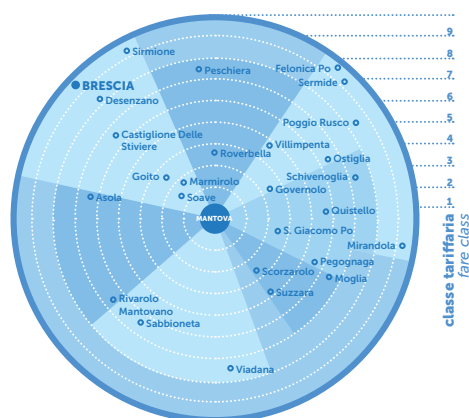 9
Sirmione
8
Peschiera
Felonica Po
7
BRESCIA
Sermide
6
Desenzano
5
Poggio Rusco
4
Castiglione Delle
Stiviere
Villimpenta
3
Roverbella
Ostiglia
2
Goito
Marmirolo
Schivenoglia
Governolo
1
Asola
Soave
Quistello
MANTOVA
S. Giacomo Po
Mirandola
Pegognaga
Scorzarolo
Moglia
Suzzara
Rivarolo
Mantovano
Sabbioneta
Viadana
classe tariffaria
fare class